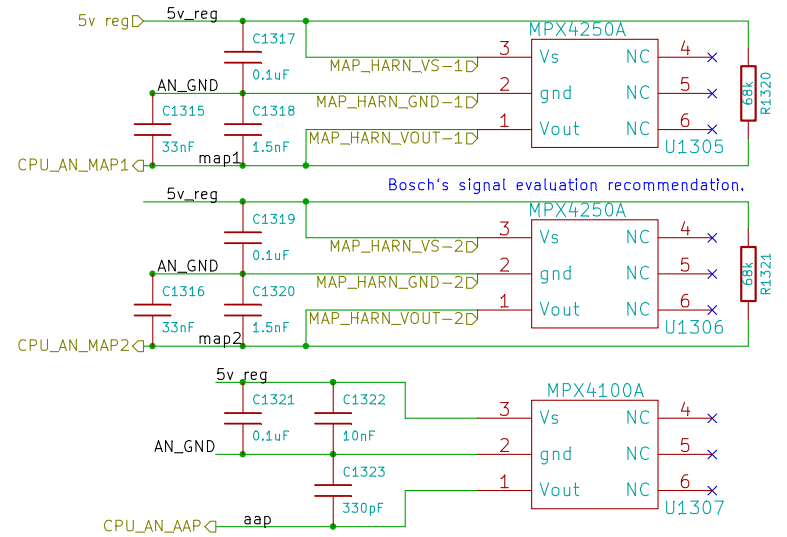 5v_reg
MPX4250A
5v reg
C1317
3 Vs NC 4
MAP_HARN_VS-1
0.1uF
68k
R1320
AN_GND
2 gnd NC 5
MAP_HARN_GND-1
C1315 C1318
1 Vout NC 6
MAP_HARN_VOUT-1
33nF 1.5nF
U1305
map1
CPU_AN_MAP1
Bosch's signal evaluation recommendation.
5v_reg
MPX4250A
C1319
3 Vs NC 4
MAP_HARN_VS-2
0.1uF
68k
R1321
AN_GND
2 gnd NC 5
MAP_HARN_GND-2
C1316 C1320
1 Vout NC 6
MAP_HARN_VOUT-2
33nF 1.5nF
U1306
map2
CPU_AN_MAP2
5v_reg
MPX4100A
C1321 C1322
3 Vs NC 4
0.1uF 10nF
AN_GND
2 gnd NC 5
C1323
1 Vout NC 6
330pF
U1307
aap
CPU_AN_AAP